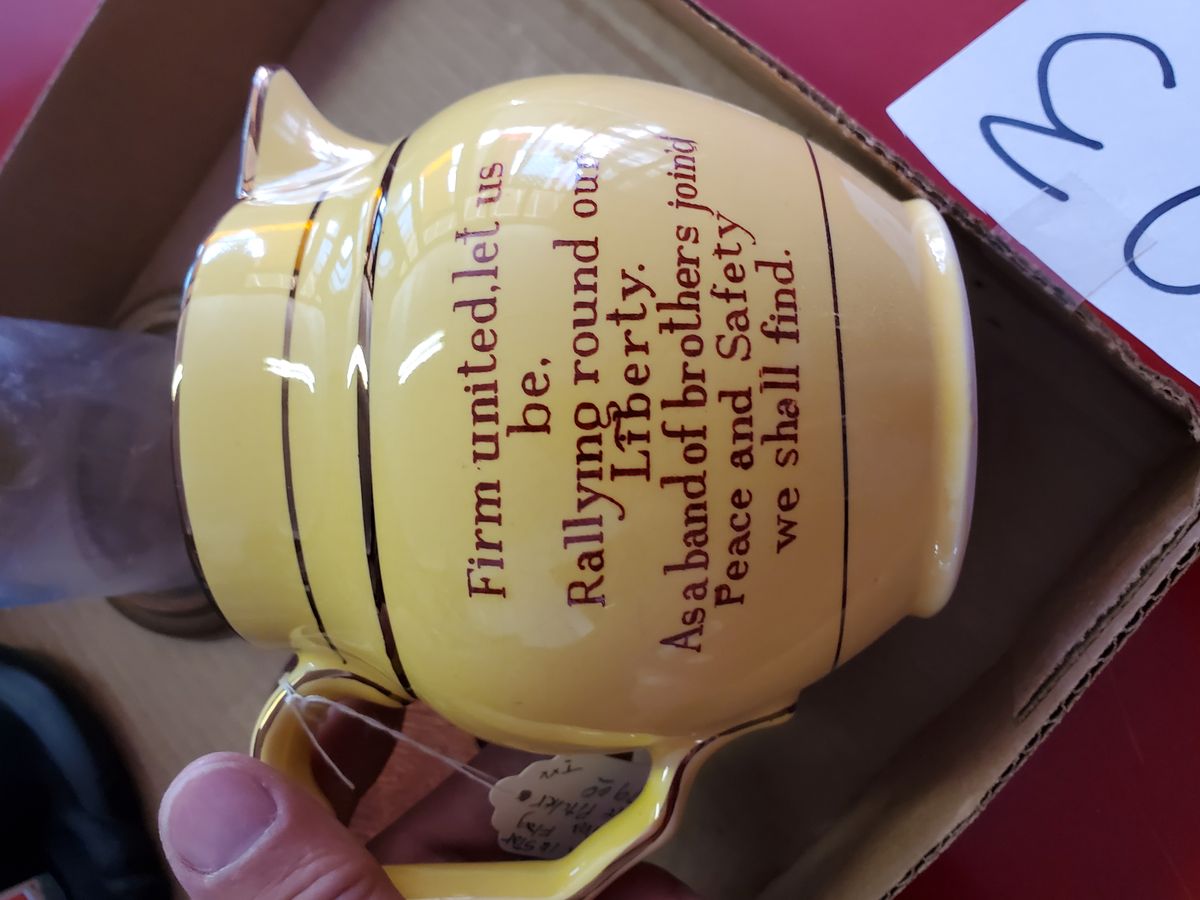 Firm united, let us
be,
Rallying round our
Liberty.
As a band of brothers joind
Peace and Safety
we shall find.